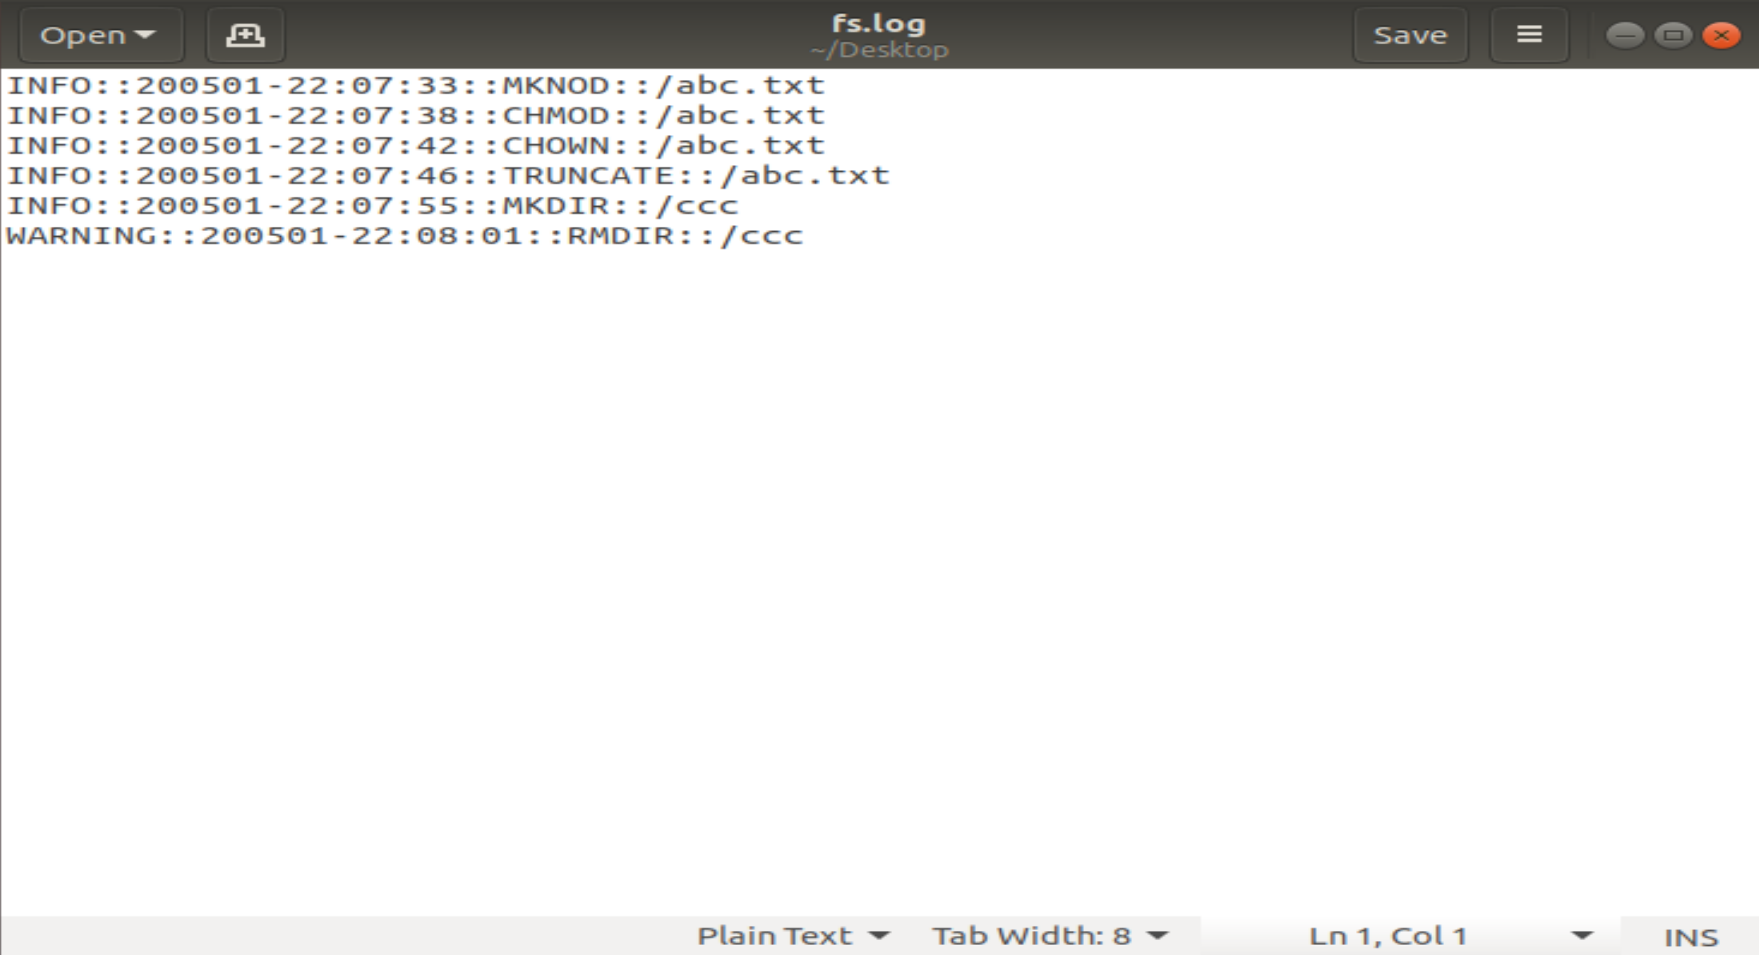 Open
fs.log
~/Desktop
Save
INFO::200501-22:07:33::MKNOD::/abc.txt
INFO::200501-22:07:38::CHMOD::/abc.txt
INFO::200501-22:07:42::CHOWN::/abc.txt
INFO::200501-22:07:46::TRUNCATE::/abc.txt
INFO::200501-22:07:55::MKDIR::/ccc
WARNING::200501-22:08:01::RMDIR::/ccc
Plain Text Tab Width: 8 Ln 1, Col 1 INS